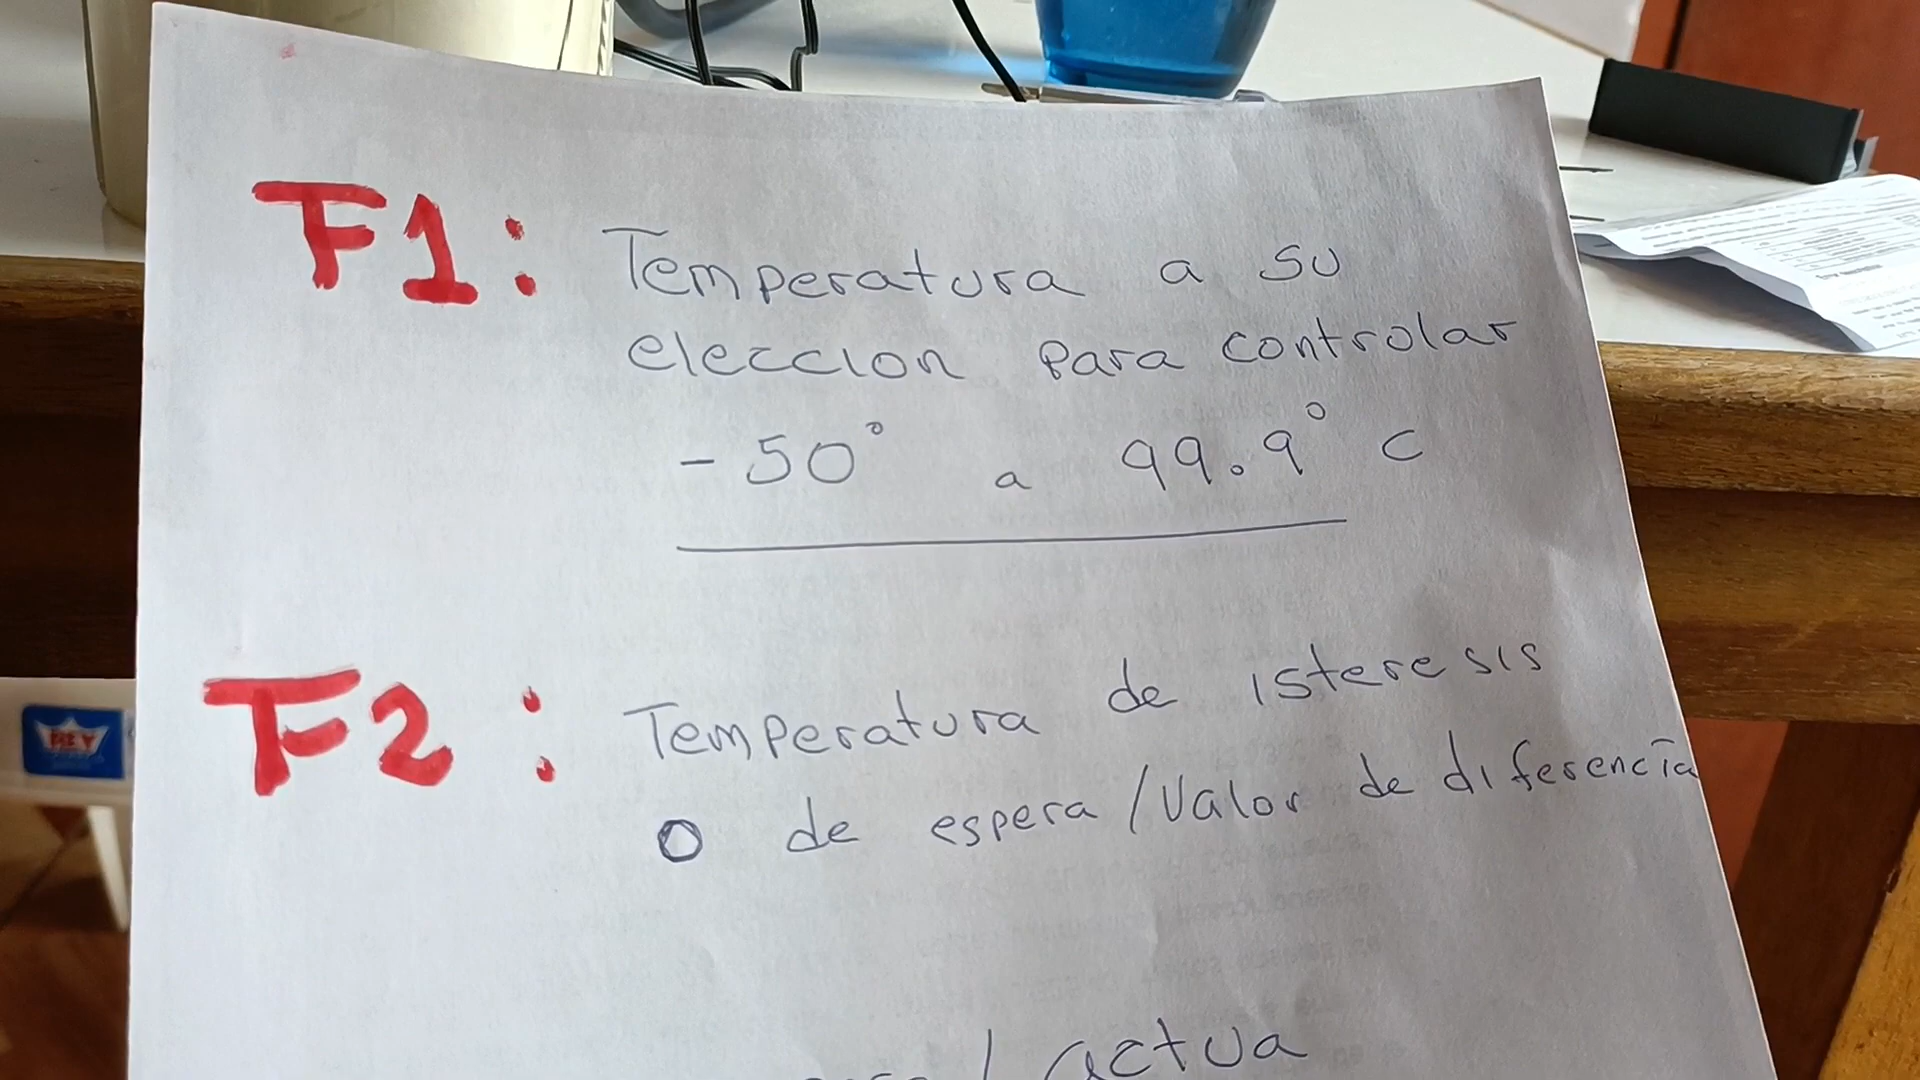 F1: Temperatura a su
eleccion para controlar
-50° a 99.9° C
F2: Temperatura de isteresis
o de espera/Valor de diferencia
/ actua
REY